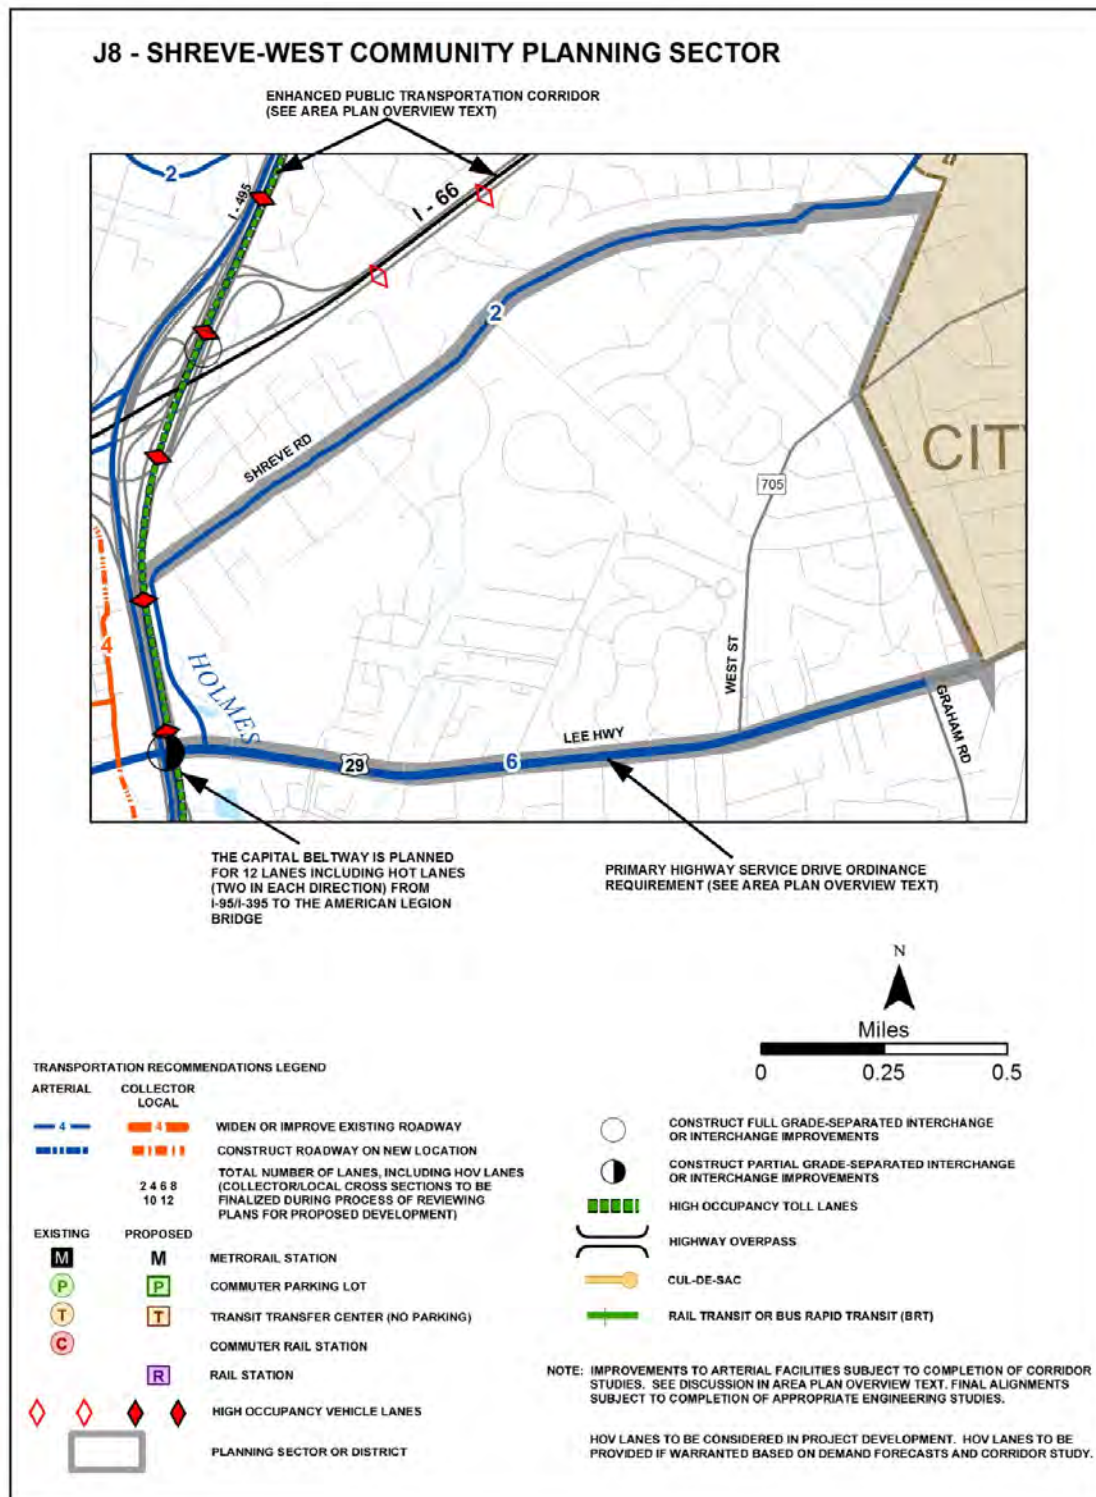 J8 - SHREVE-WEST COMMUNITY PLANNING SECTOR
ENHANCED PUBLIC TRANSPORTATION CORRIDOR
(SEE AREA PLAN OVERVIEW TEXT)
2
I - 495
I - 66
2
SHREVE RD
CIT
705
4
HOLMES
WEST ST
LEE HWY
GRAHAM RD
29
6
THE CAPITAL BELTWAY IS PLANNED
FOR 12 LANES INCLUDING HOT LANES
(TWO IN EACH DIRECTION) FROM
I-95/I-395 TO THE AMERICAN LEGION
BRIDGE
PRIMARY HIGHWAY SERVICE DRIVE ORDINANCE
REQUIREMENT (SEE AREA PLAN OVERVIEW TEXT)
N
Miles
0 0.25 0.5
TRANSPORTATION RECOMMENDATIONS LEGEND
ARTERIAL
COLLECTOR
LOCAL
4 4 WIDEN OR IMPROVE EXISTING ROADWAY
CONSTRUCT ROADWAY ON NEW LOCATION
2 4 6 8
10 12
TOTAL NUMBER OF LANES, INCLUDING HOV LANES
(COLLECTOR/LOCAL CROSS SECTIONS TO BE
FINALIZED DURING PROCESS OF REVIEWING
PLANS FOR PROPOSED DEVELOPMENT)
EXISTING PROPOSED
M M METRORAIL STATION
P P COMMUTER PARKING LOT
T T TRANSIT TRANSFER CENTER (NO PARKING)
C COMMUTER RAIL STATION
R RAIL STATION
HIGH OCCUPANCY VEHICLE LANES
PLANNING SECTOR OR DISTRICT
CONSTRUCT FULL GRADE-SEPARATED INTERCHANGE
OR INTERCHANGE IMPROVEMENTS
CONSTRUCT PARTIAL GRADE-SEPARATED INTERCHANGE
OR INTERCHANGE IMPROVEMENTS
HIGH OCCUPANCY TOLL LANES
HIGHWAY OVERPASS
CUL-DE-SAC
RAIL TRANSIT OR BUS RAPID TRANSIT (BRT)
NOTE: IMPROVEMENTS TO ARTERIAL FACILITIES SUBJECT TO COMPLETION OF CORRIDOR
STUDIES. SEE DISCUSSION IN AREA PLAN OVERVIEW TEXT. FINAL ALIGNMENTS
SUBJECT TO COMPLETION OF APPROPRIATE ENGINEERING STUDIES.
HOV LANES TO BE CONSIDERED IN PROJECT DEVELOPMENT. HOV LANES TO BE
PROVIDED IF WARRANTED BASED ON DEMAND FORECASTS AND CORRIDOR STUDY.